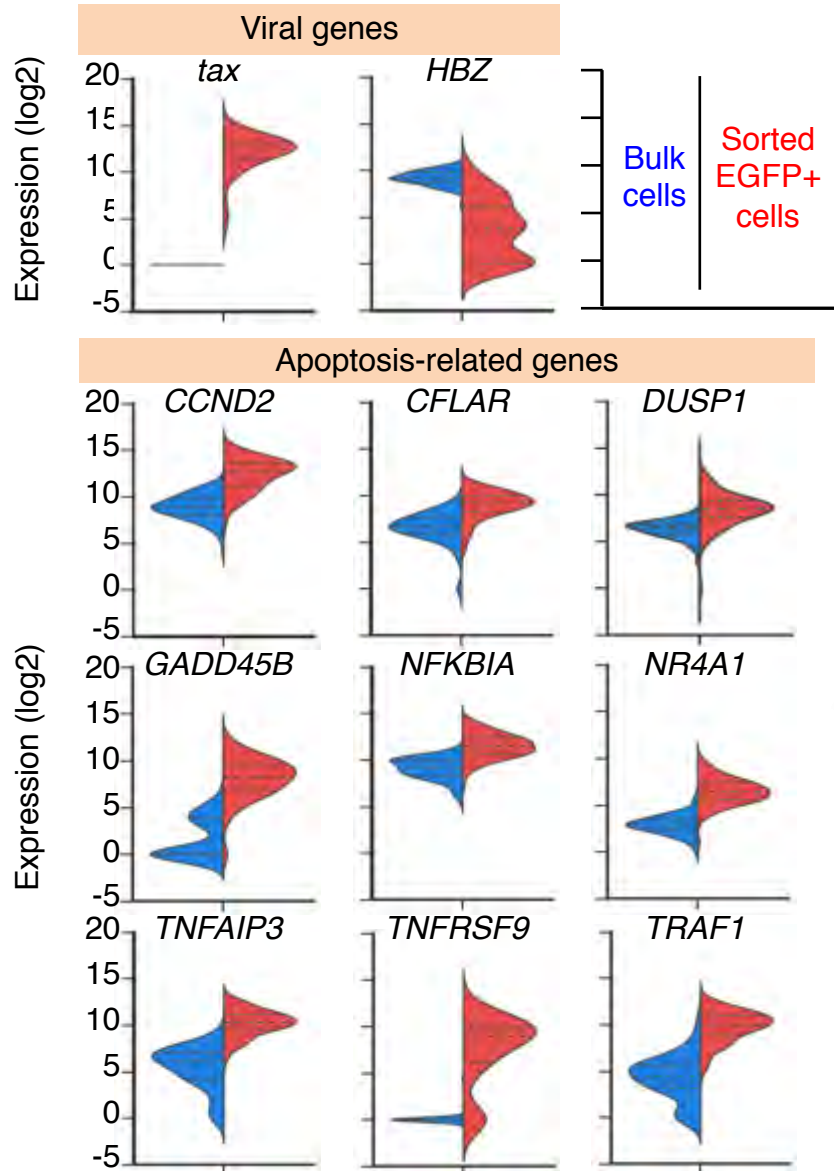 Viral genes
tax
HBZ
Expression (log2)
20
15
10
5
0
-5
Bulk
cells
Sorted
EGFP+
cells
Apoptosis-related genes
CCND2
CFLAR
DUSP1
20
15
10
5
0
-5
Expression (log2)
GADD45B
NFKBIA
NR4A1
20
15
10
5
0
-5
TNFAIP3
TNFRSF9
TRAF1
20
15
10
5
0
-5